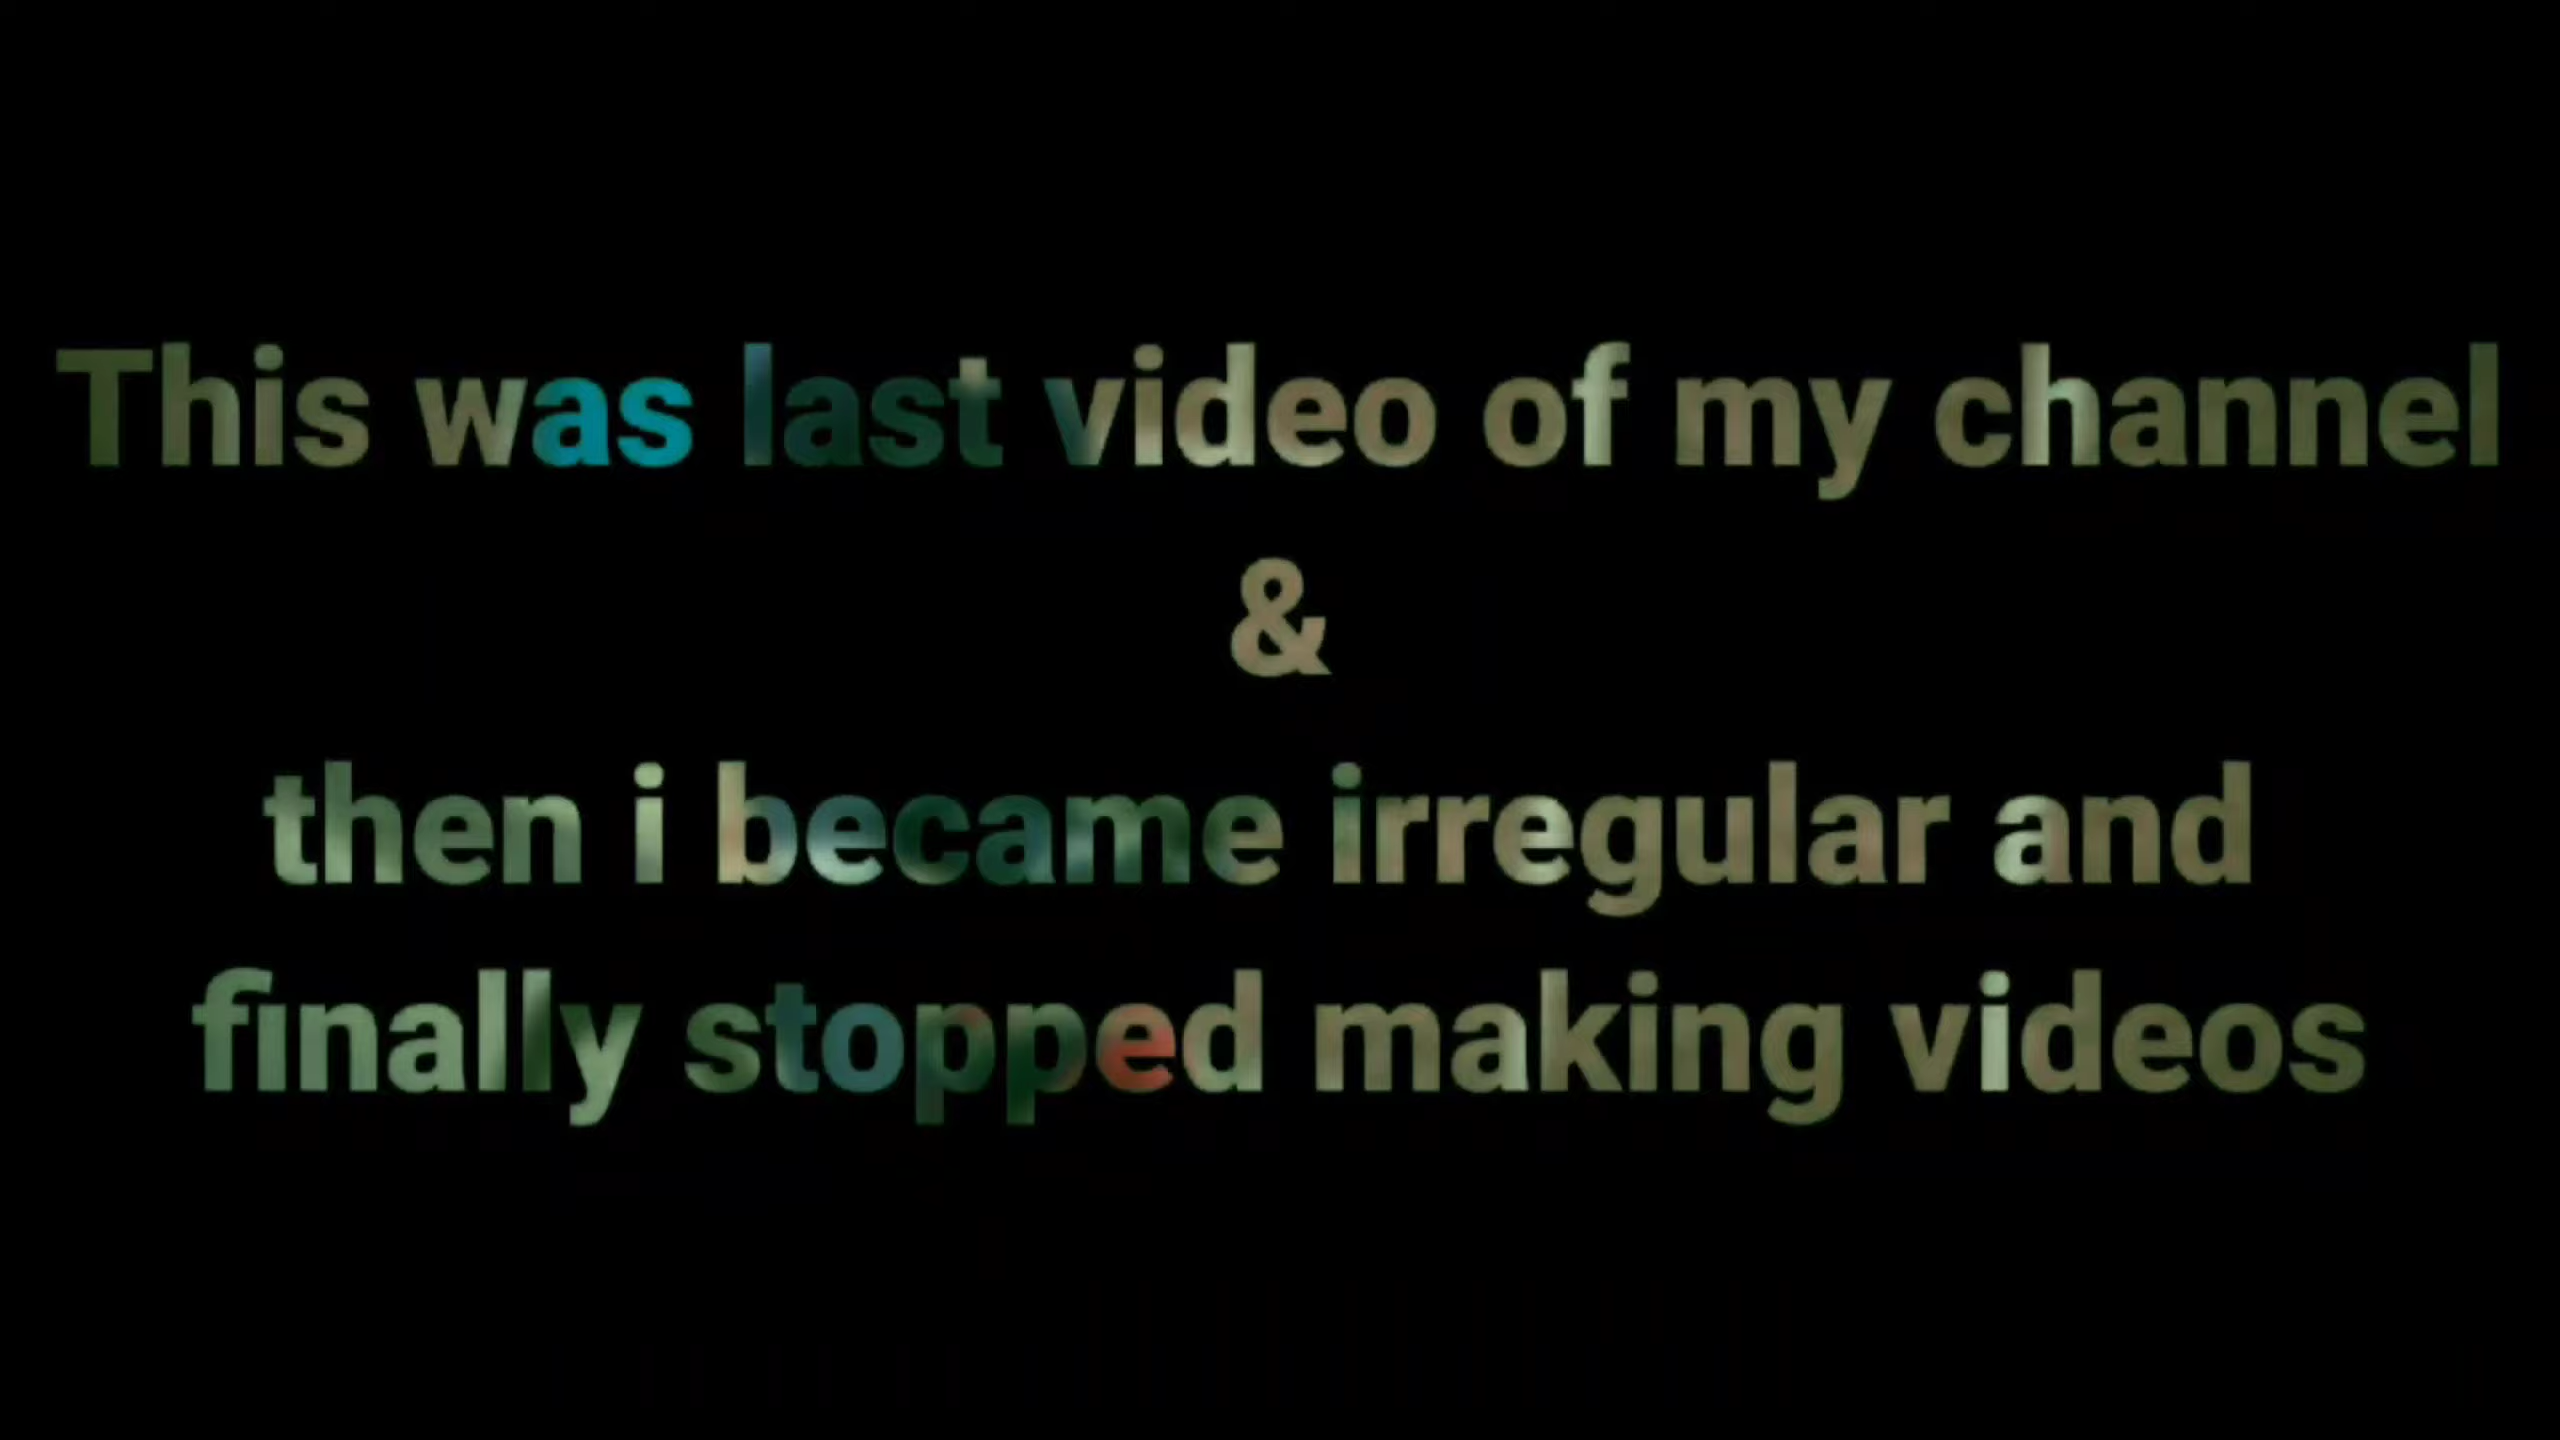 This was last video of my channel
&
then i became irregular and
finally stopped making videos